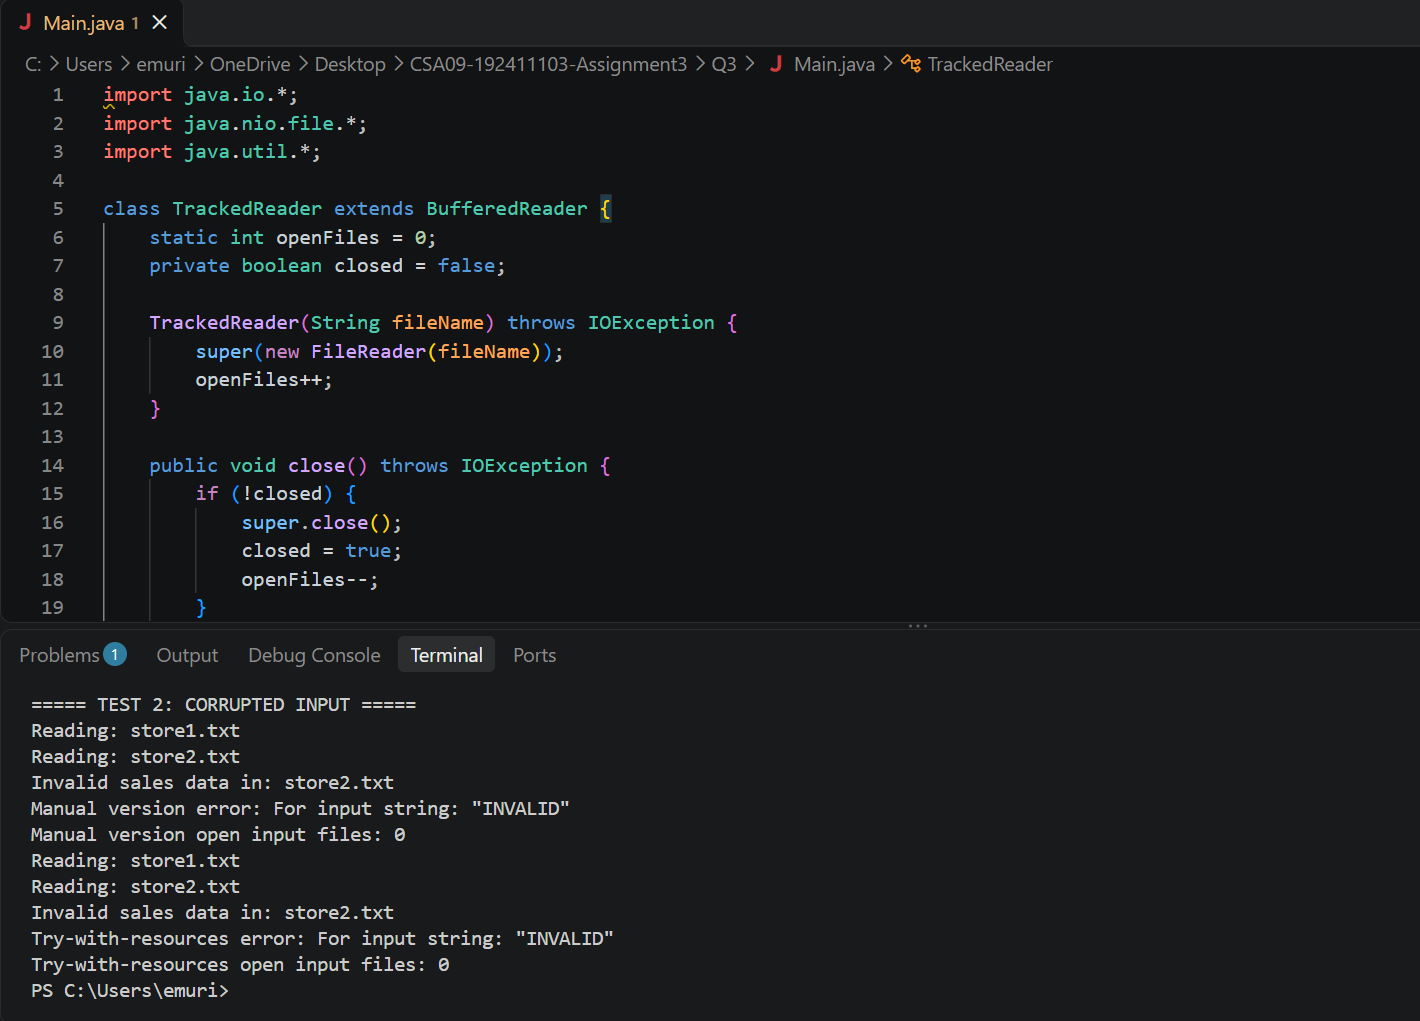 J Main.java 1 ×
C: > Users > emuri > OneDrive > Desktop > CSA09-192411103-Assignment3 > Q3 > J Main.java > TrackedReader
1 import java.io.*;
2 import java.nio.file.*;
3 import java.util.*;
4
5 class TrackedReader extends BufferedReader {
6     static int openFiles = 0;
7     private boolean closed = false;
8
9     TrackedReader(String fileName) throws IOException {
10         super(new FileReader(fileName));
11         openFiles++;
12     }
13
14     public void close() throws IOException {
15         if (!closed) {
16             super.close();
17             closed = true;
18             openFiles--;
19         }
Problems 1 Output Debug Console Terminal Ports
===== TEST 2: CORRUPTED INPUT =====
Reading: store1.txt
Reading: store2.txt
Invalid sales data in: store2.txt
Manual version error: For input string: "INVALID"
Manual version open input files: 0
Reading: store1.txt
Reading: store2.txt
Invalid sales data in: store2.txt
Try-with-resources error: For input string: "INVALID"
Try-with-resources open input files: 0
PS C:\Users\emuri>